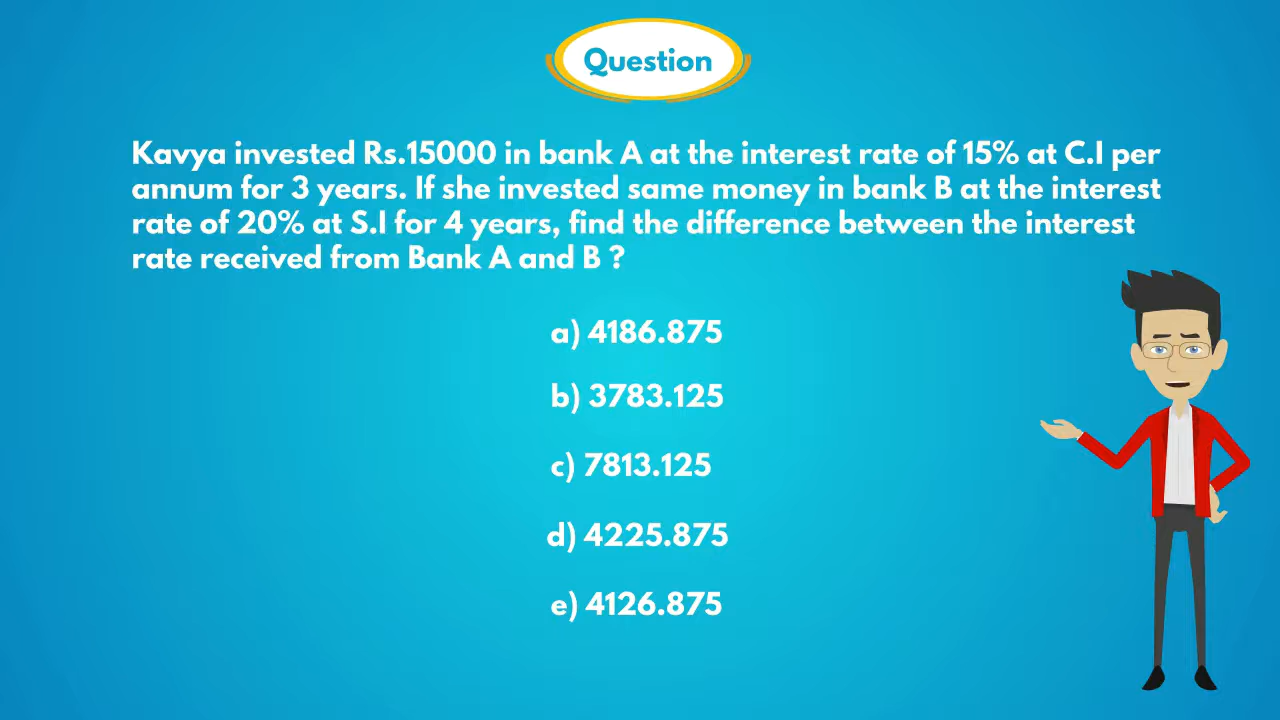 Question
Kavya invested Rs.15000 in bank A at the interest rate of 15% at C.I per
annum for 3 years. If she invested same money in bank B at the interest
rate of 20% at S.I for 4 years, find the difference between the interest
rate received from Bank A and B ?
a) 4186.875
b) 3783.125
c) 7813.125
d) 4225.875
e) 4126.875